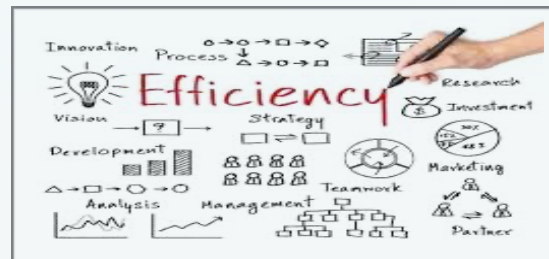 Innovation
Process
Efficiency
Research
Investment
Vision
Strategy
Development
Marketing
Teamwork
Analysis
Management
Partner